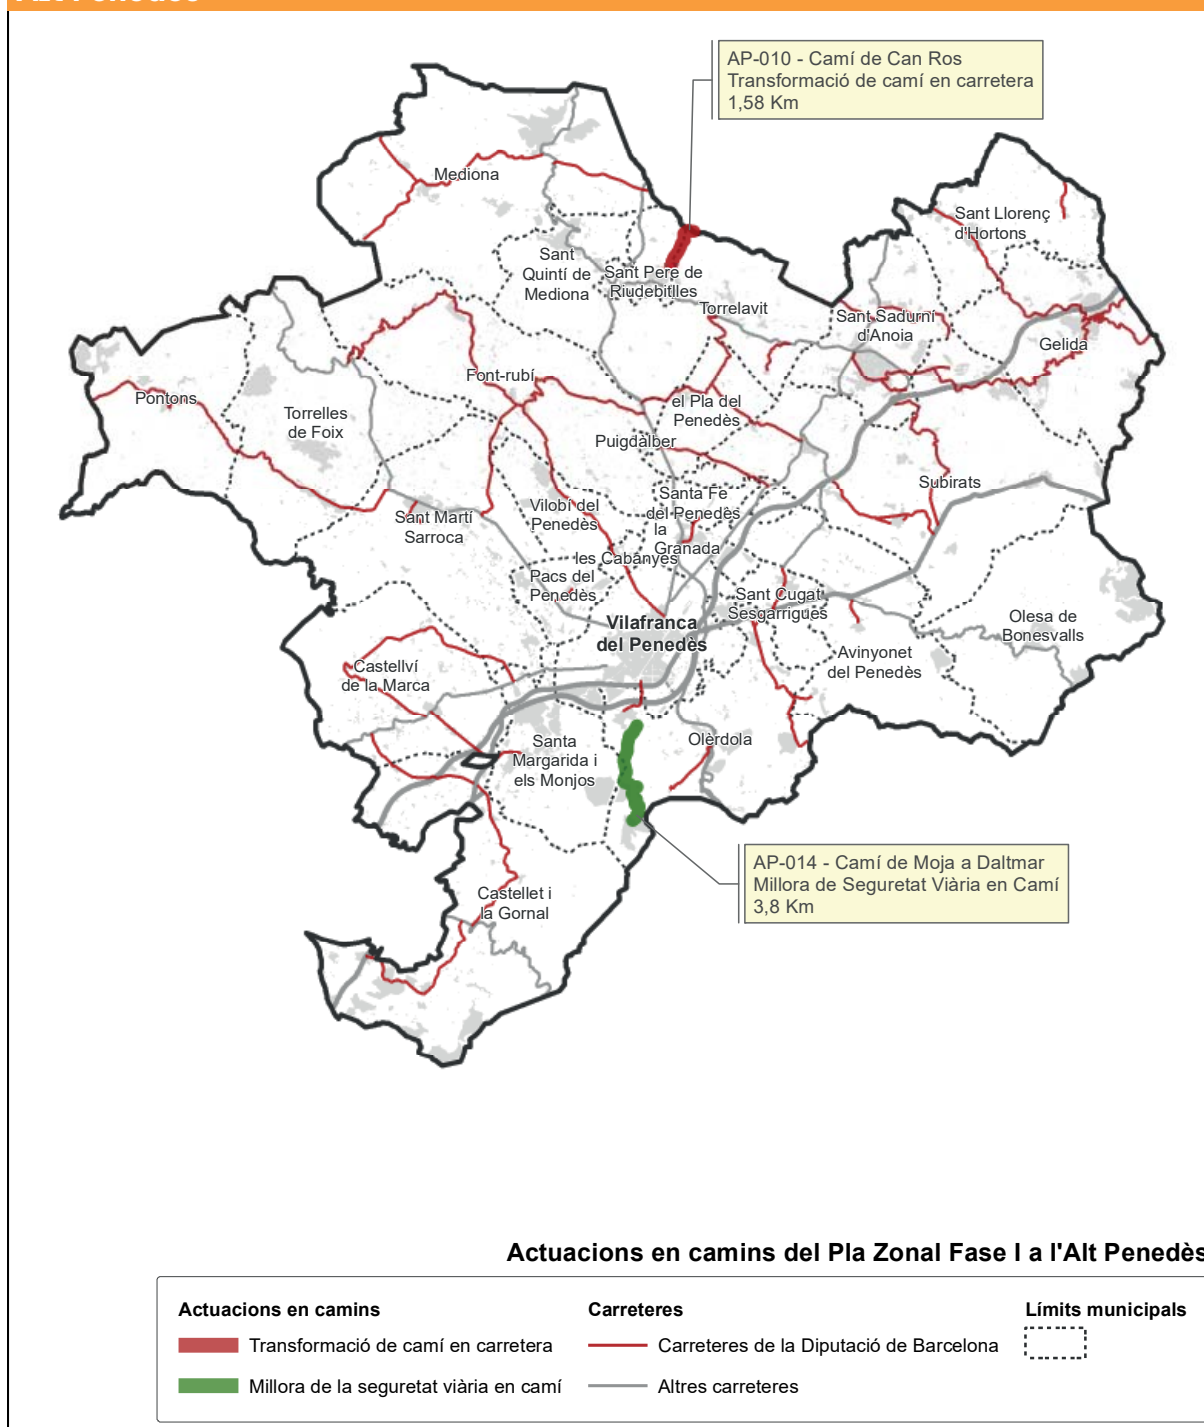 AP-010 - Camí de Can Ros
Transformació de camí en carretera
1,58 Km
Mediona
Sant Llorenç
d'Hortons
Sant
Quintí de
Mediona
Sant Pere de
Riudebitlles
Torrelavit
Sant Sadurní
d'Anoia
Gelida
Font-rubí
Pontons
Torrelles
de Foix
el Pla del
Penedès
Puigdàlber
Subirats
Santa Fe
del Penedès
Vilobí del
Penedès
Sant Martí
Sarroca
la
Granada
les Cabanyes
Pacs del
Penedès
Sant Cugat
Sesgarrigues
Olesa de
Bonesvalls
Vilafranca
del Penedès
Avinyonet
del Penedès
Castellví
de la Marca
Santa
Margarida i
els Monjos
Olèrdola
AP-014 - Camí de Moja a Daltmar
Millora de Seguretat Viària en Camí
3,8 Km
Castellet i
la Gornal
Actuacions en camins del Pla Zonal Fase I a l'Alt Penedès
Actuacions en camins
Transformació de camí en carretera
Millora de la seguretat viària en camí
Carreteres
Carreteres de la Diputació de Barcelona
Altres carreteres
Límits municipals